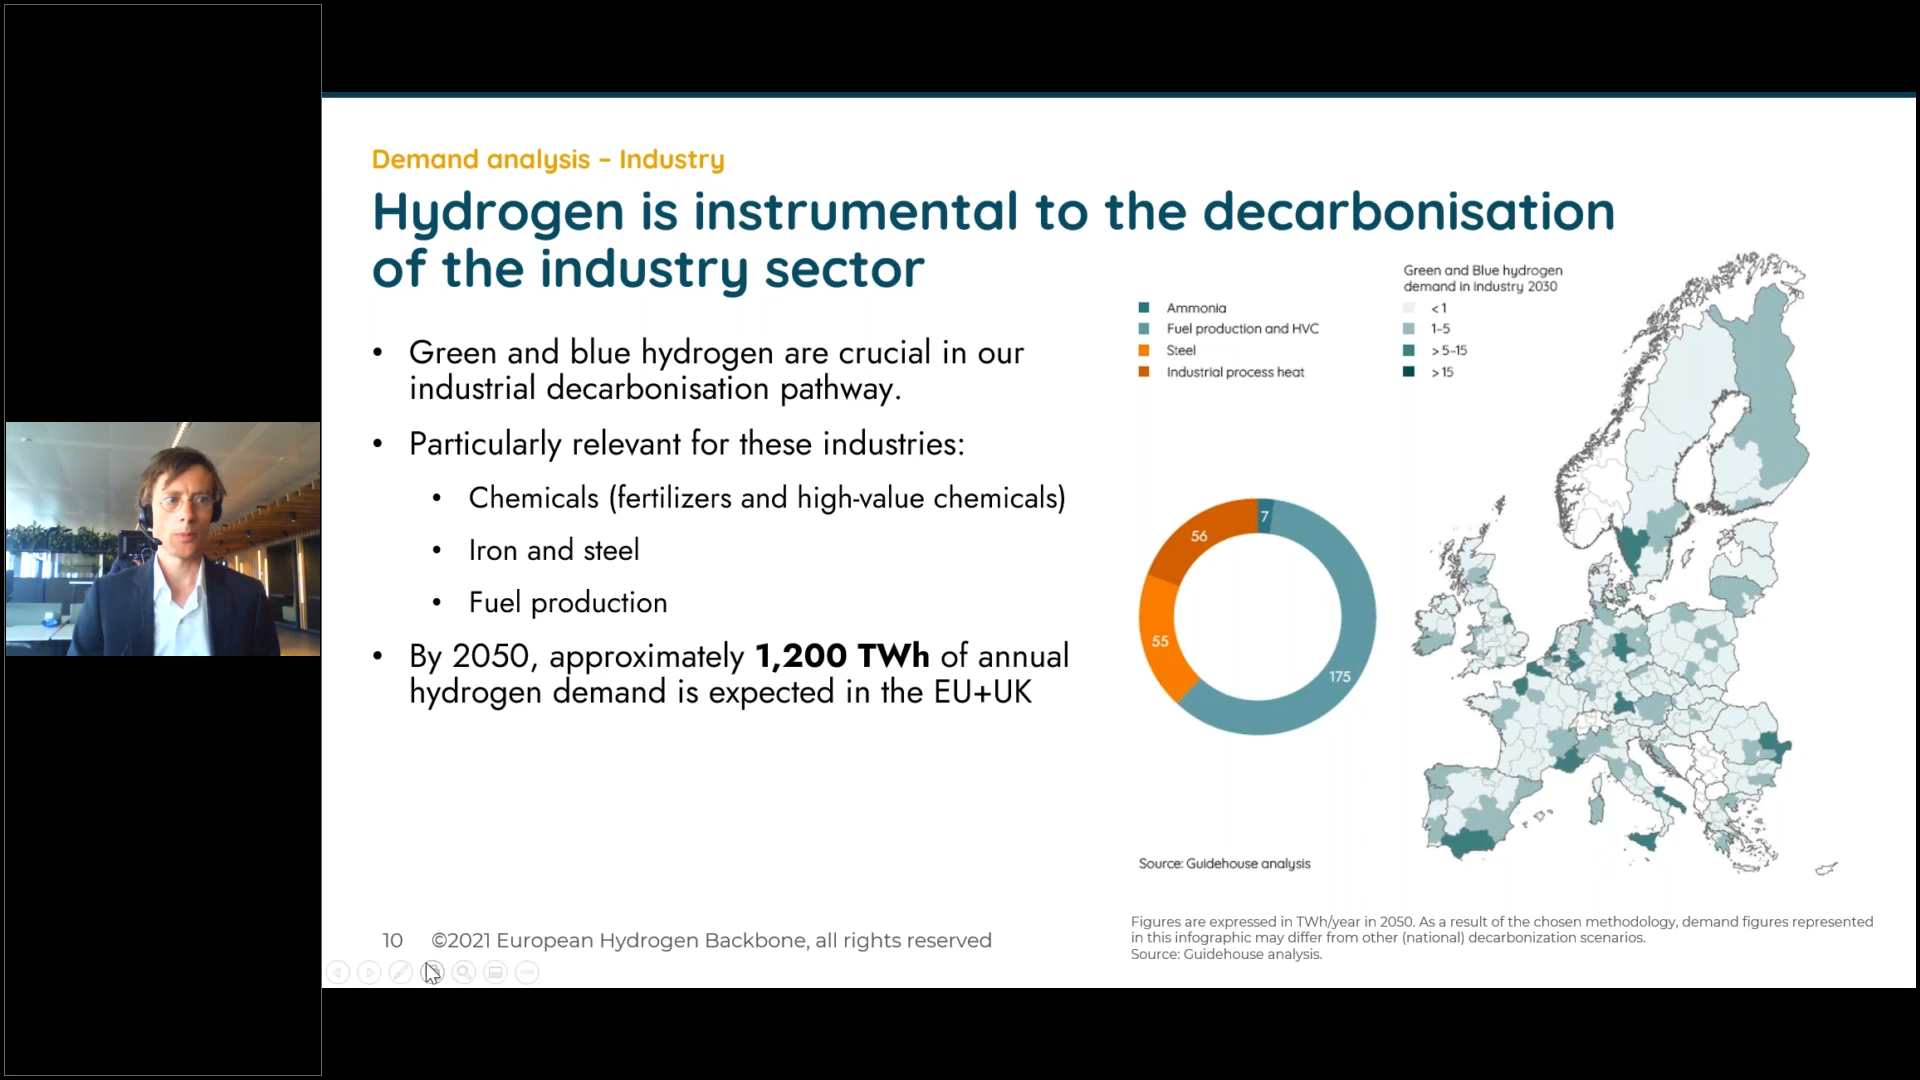 Demand analysis – Industry
Hydrogen is instrumental to the decarbonisation
of the industry sector
• Green and blue hydrogen are crucial in our
industrial decarbonisation pathway.
• Particularly relevant for these industries:
• Chemicals (fertilizers and high-value chemicals)
• Iron and steel
• Fuel production
• By 2050, approximately 1,200 TWh of annual
hydrogen demand is expected in the EU+UK
Ammonia
Fuel production and HVC
Steel
Industrial process heat
Green and Blue hydrogen
demand in industry 2030
< 1
1–5
> 5–15
> 15
7
56
55
175
Source: Guidehouse analysis
Figures are expressed in TWh/year in 2050. As a result of the chosen methodology, demand figures represented
in this infographic may differ from other (national) decarbonization scenarios.
Source: Guidehouse analysis.
10 ©2021 European Hydrogen Backbone, all rights reserved